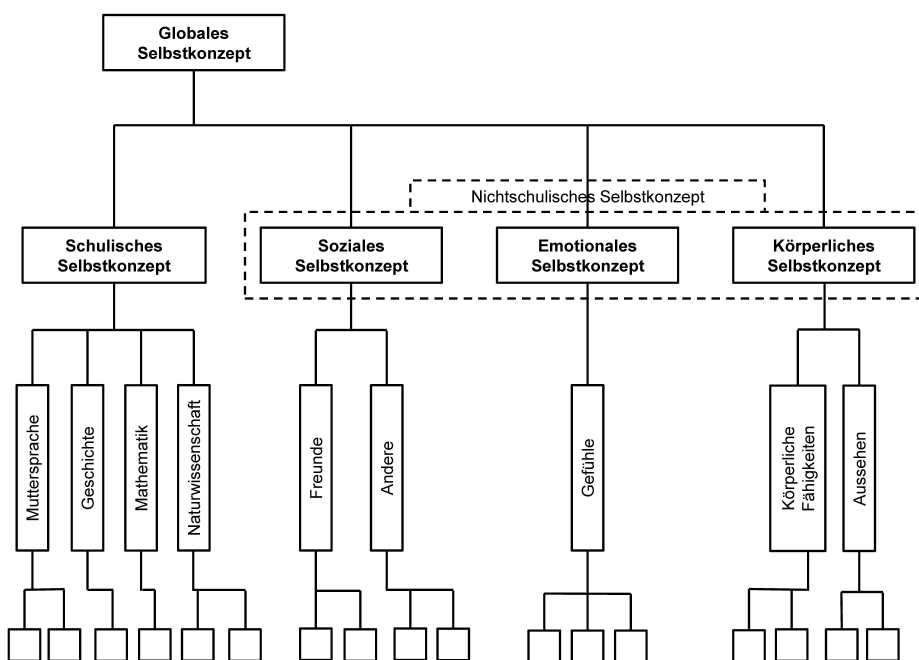 Globales
Selbstkonzept
Nichtschulisches Selbstkonzept
Schulisches
Selbstkonzept
Soziales
Selbstkonzept
Emotionales
Selbstkonzept
Körperliches
Selbstkonzept
Muttersprache
Geschichte
Mathematik
Naturwissenschaft
Freunde
Andere
Gefühle
Körperliche
Fähigkeiten
Aussehen